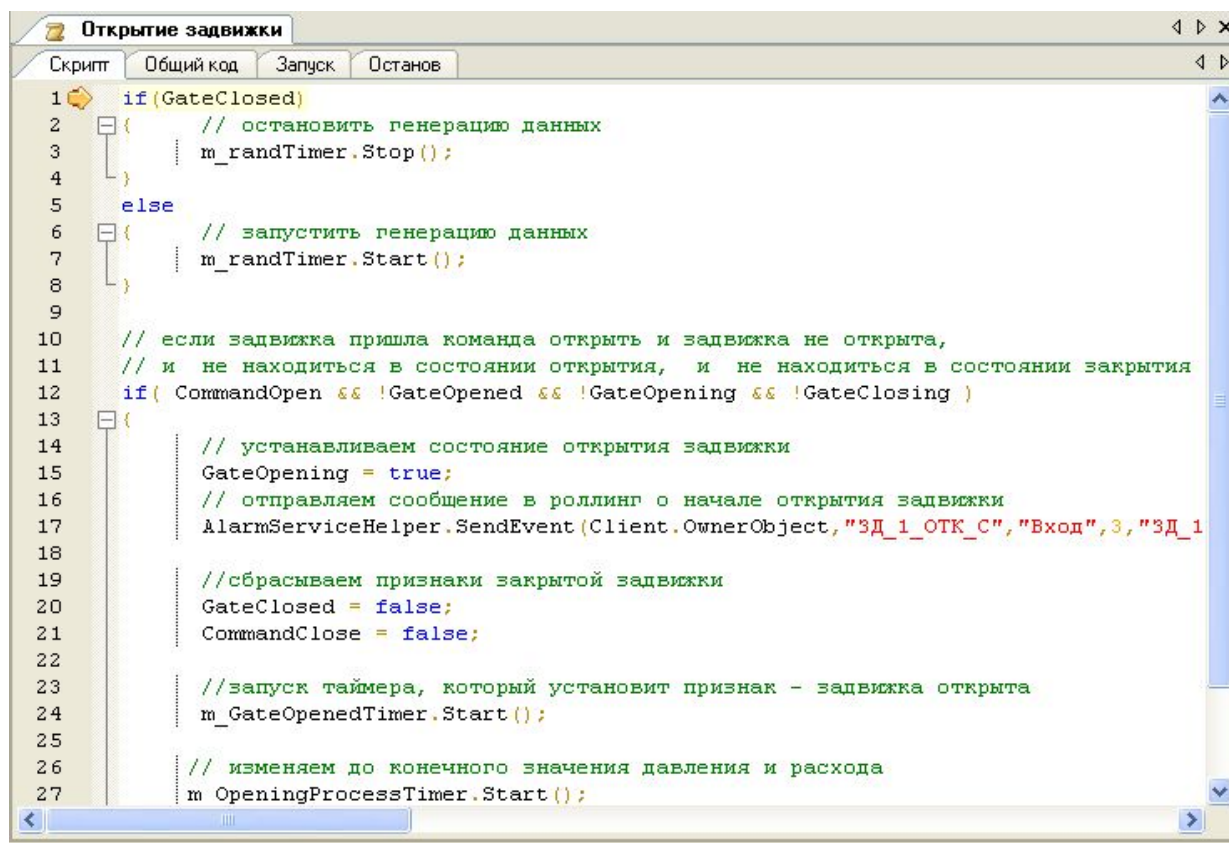 Открытие задвижки
Скрипт Общий код Запуск Останов
1 if(GateClosed)
2 { // остановить генерацию данных
3 m_randTimer.Stop();
4 }
5 else
6 { // запустить генерацию данных
7 m_randTimer.Start();
8 }
9
10 // если задвижка пришла команда открыть и задвижка не открыта,
11 // и не находиться в состоянии открытия, и не находиться в состоянии закрытия
12 if( CommandOpen && !GateOpened && !GateOpening && !GateClosing )
13 {
14 // устанавливаем состояние открытия задвижки
15 GateOpening = true;
16 // отправляем сообщение в роллинг о начале открытия задвижки
17 AlarmServiceHelper.SendEvent(Client.OwnerObject,"ЗД_1_ОТК_С","Вход",3,"ЗД_1
18
19 //сбрасываем признаки закрытой задвижки
20 GateClosed = false;
21 CommandClose = false;
22
23 //запуск таймера, который установит признак - задвижка открыта
24 m_GateOpenedTimer.Start();
25
26 // изменяем до конечного значения давления и расхода
27 m_OpeningProcessTimer.Start();